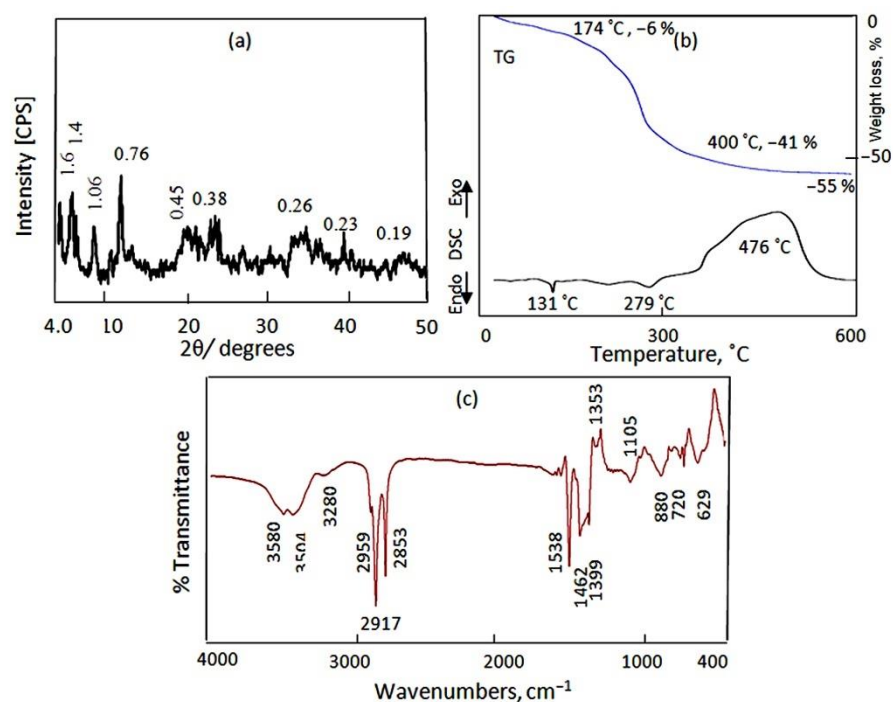 (a)
Intensity [CPS]
1.6
1.4
1.06
0.76
0.45
0.38
0.26
0.23
0.19
4.0 10 20 30 40 50
2θ/ degrees
(b)
174 ˚C, −6 %
TG
400 ˚C, −41 %
−55 %
0
−50
Weight loss, %
Exo
DSC
Endo
131 ˚C
279 ˚C
476 ˚C
0 300 600
Temperature, ˚C
(c)
% Transmittance
3580
3504
3280
2959
2917
2853
1538
1462
1399
1353
1105
880
720
629
4000 3000 2000 1000 400
Wavenumbers, cm⁻¹